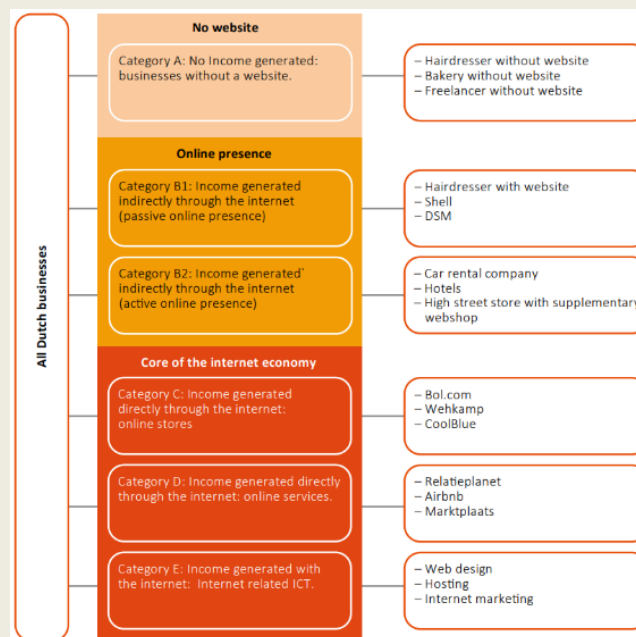 All Dutch businesses
No website
Category A: No Income generated:
businesses without a website.
– Hairdresser without website
– Bakery without website
– Freelancer without website
Online presence
Category B1: Income generated
indirectly through the internet
(passive online presence)
– Hairdresser with website
– Shell
– DSM
Category B2: Income generated`
indirectly through the internet
(active online presence)
– Car rental company
– Hotels
– High street store with supplementary
webshop
Core of the internet economy
Category C: Income generated
directly through the internet:
online stores
– Bol.com
– Wehkamp
– CoolBlue
Category D: Income generated directly
through the internet: online services.
– Relatieplanet
– Airbnb
– Marktplaats
Category E: Income generated with
the internet: Internet related ICT.
– Web design
– Hosting
– Internet marketing